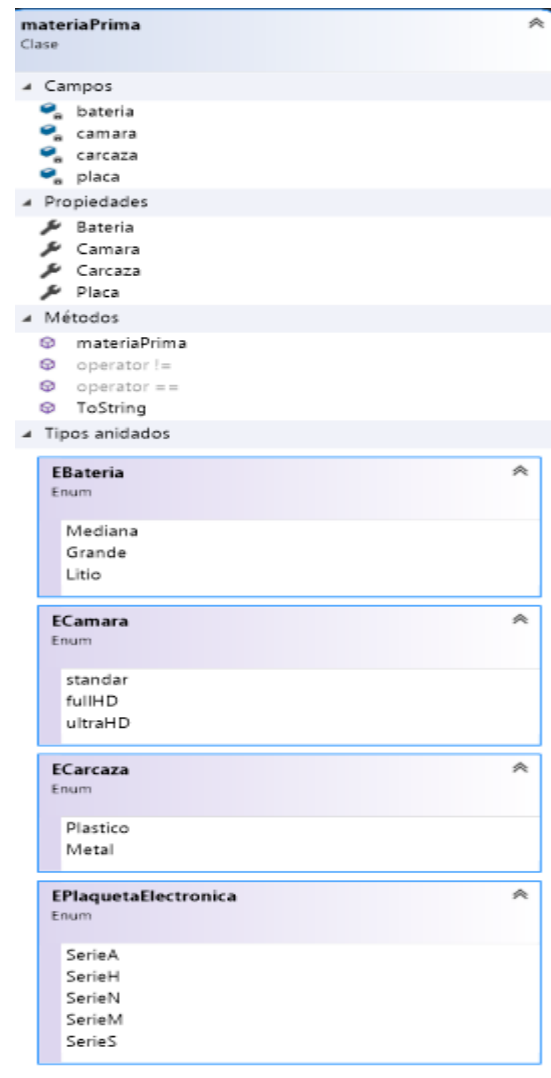 materiaPrima
Clase
Campos
bateria
camara
carcaza
placa
Propiedades
Bateria
Camara
Carcaza
Placa
Métodos
materiaPrima
operator !=
operator ==
ToString
Tipos anidados
EBateria
Enum
Mediana
Grande
Litio
ECamara
Enum
standar
fullHD
ultraHD
ECarcaza
Enum
Plastico
Metal
EPlaquetaElectronica
Enum
SerieA
SerieH
SerieN
SerieM
SerieS